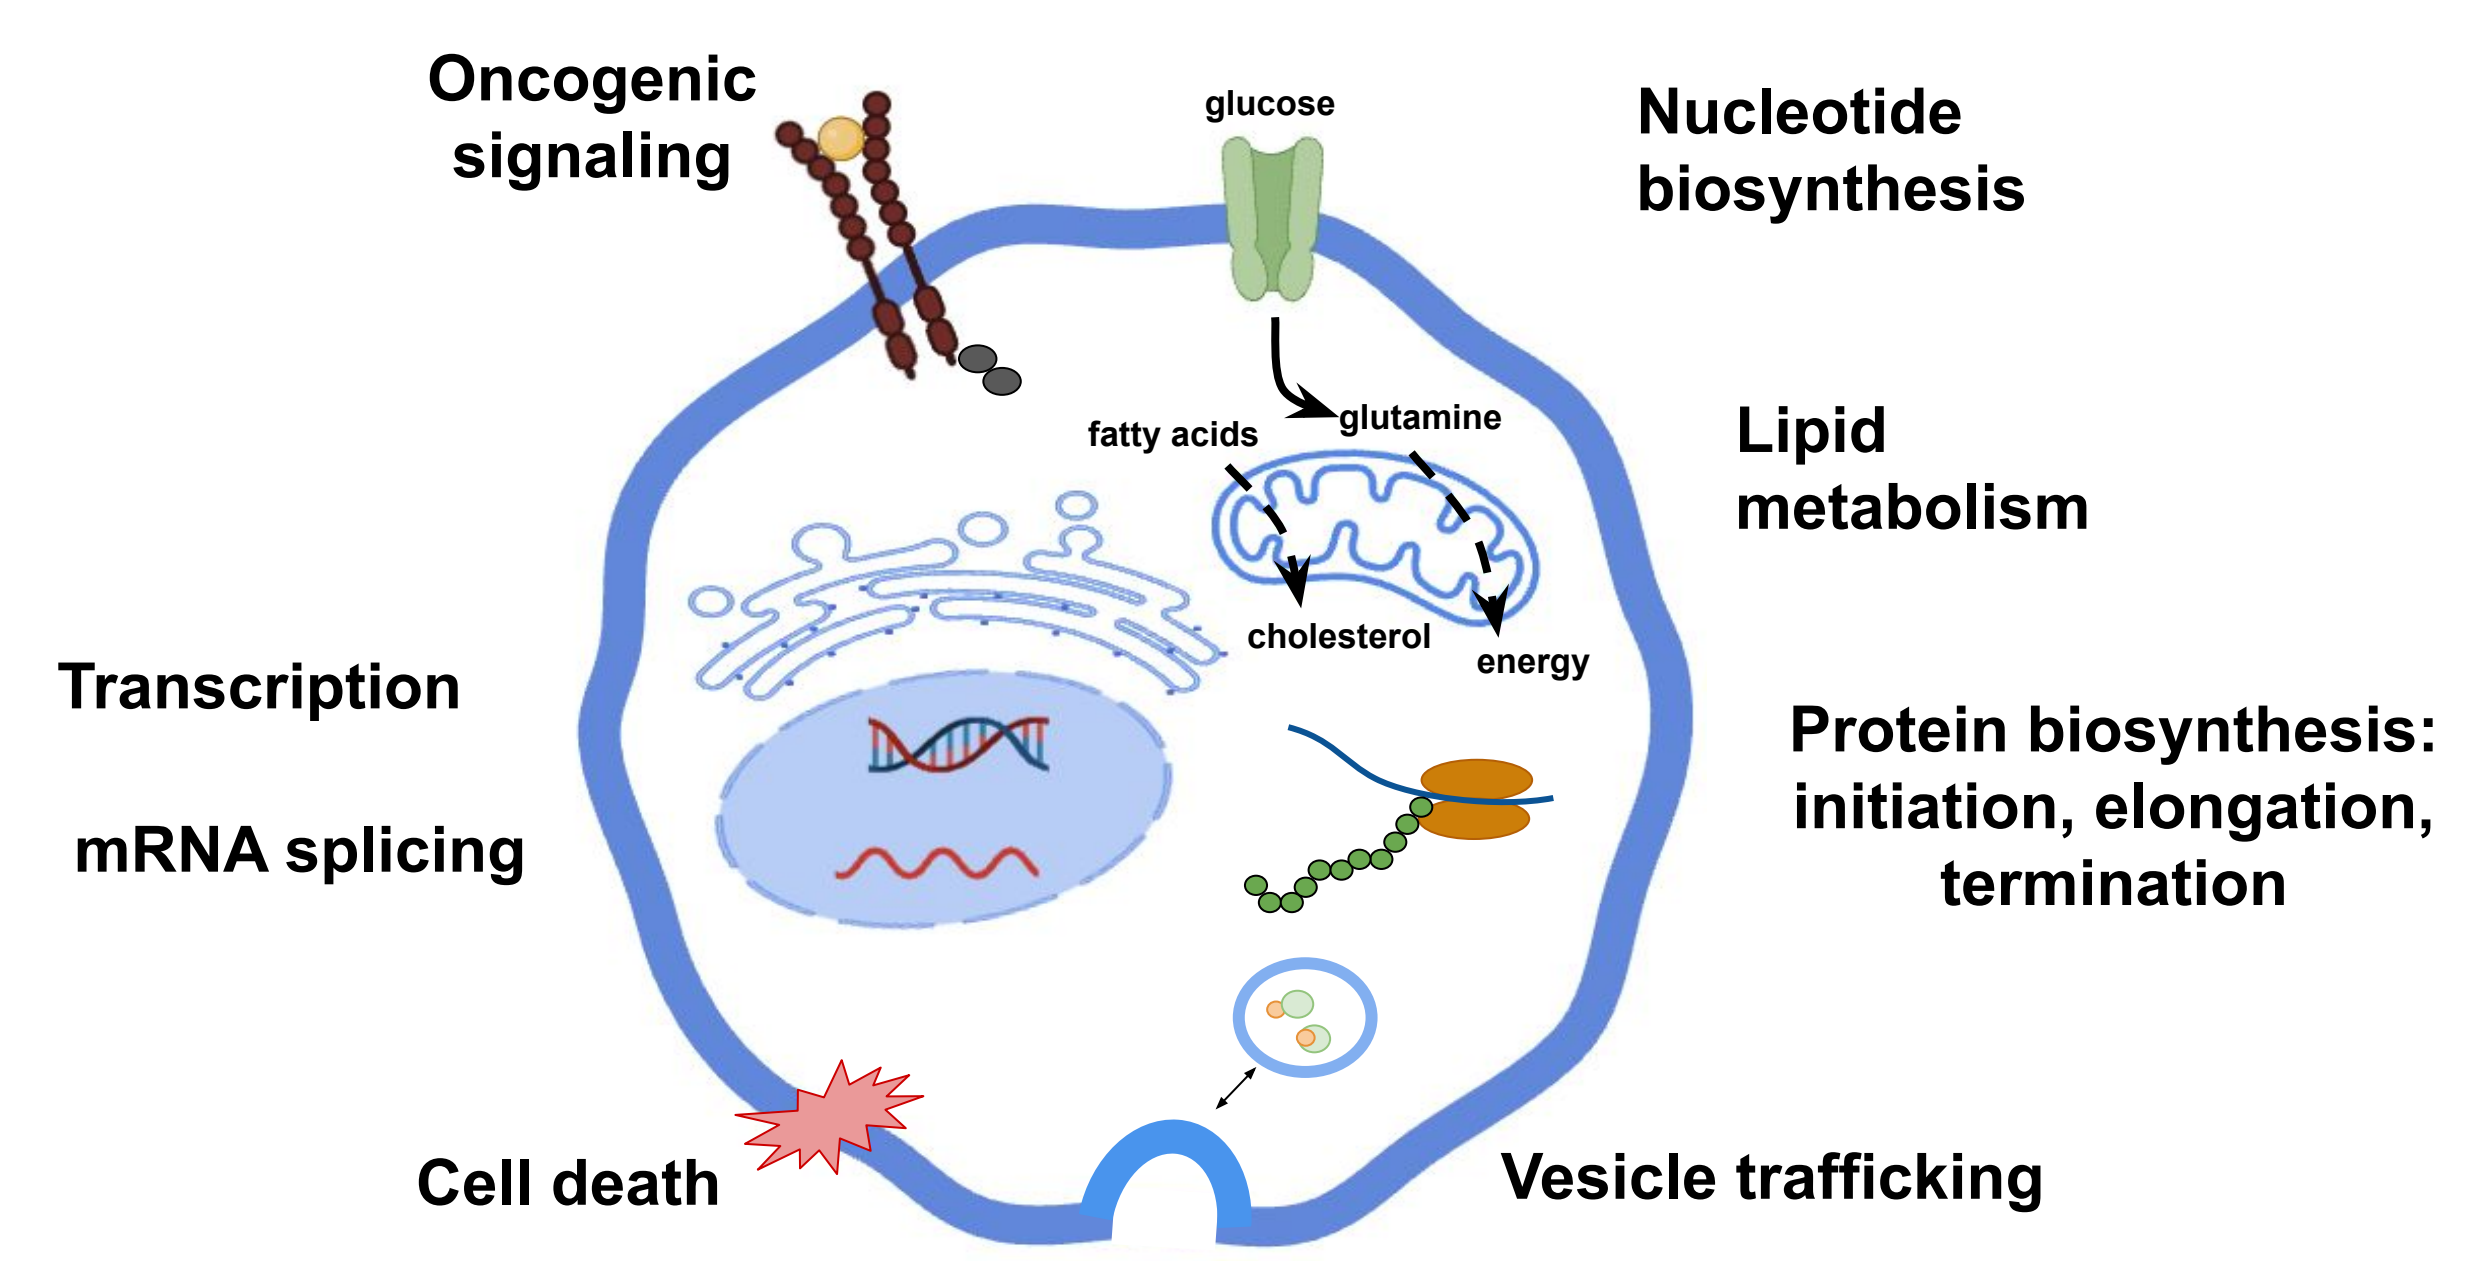 Oncogenic
signaling
glucose
Nucleotide
biosynthesis
fatty acids
glutamine
Lipid
metabolism
cholesterol
energy
Transcription
mRNA splicing
Protein biosynthesis:
initiation, elongation,
termination
Cell death
Vesicle trafficking